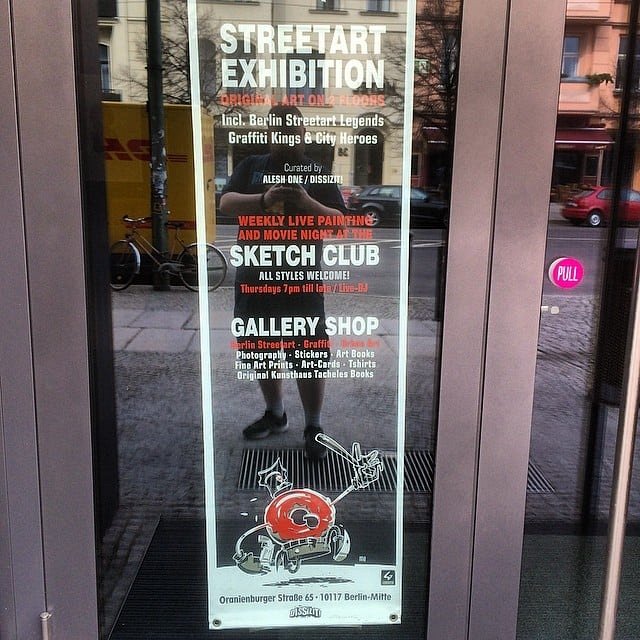 STREETART
EXHIBITION
ORIGINAL ART ON 2 FLOORS
Incl. Berlin Streetart Legends
Graffiti Kings & City Heroes
Curated by
ALESH ONE / DISSIZIT!
WEEKLY LIVE PAINTING
AND MOVIE NIGHT AT THE
SKETCH CLUB
ALL STYLES WELCOME!
Thursdays 7pm till late / Live-DJ
GALLERY SHOP
Berlin Streetart · Graffiti · Urban Art
Photography · Stickers · Art Books
Fine Art Prints · Art-Cards · Tshirts
Original Kunsthaus Tacheles Books
Oranienburger Straße 65 · 10117 Berlin-Mitte
DISSIZIT!
PULL